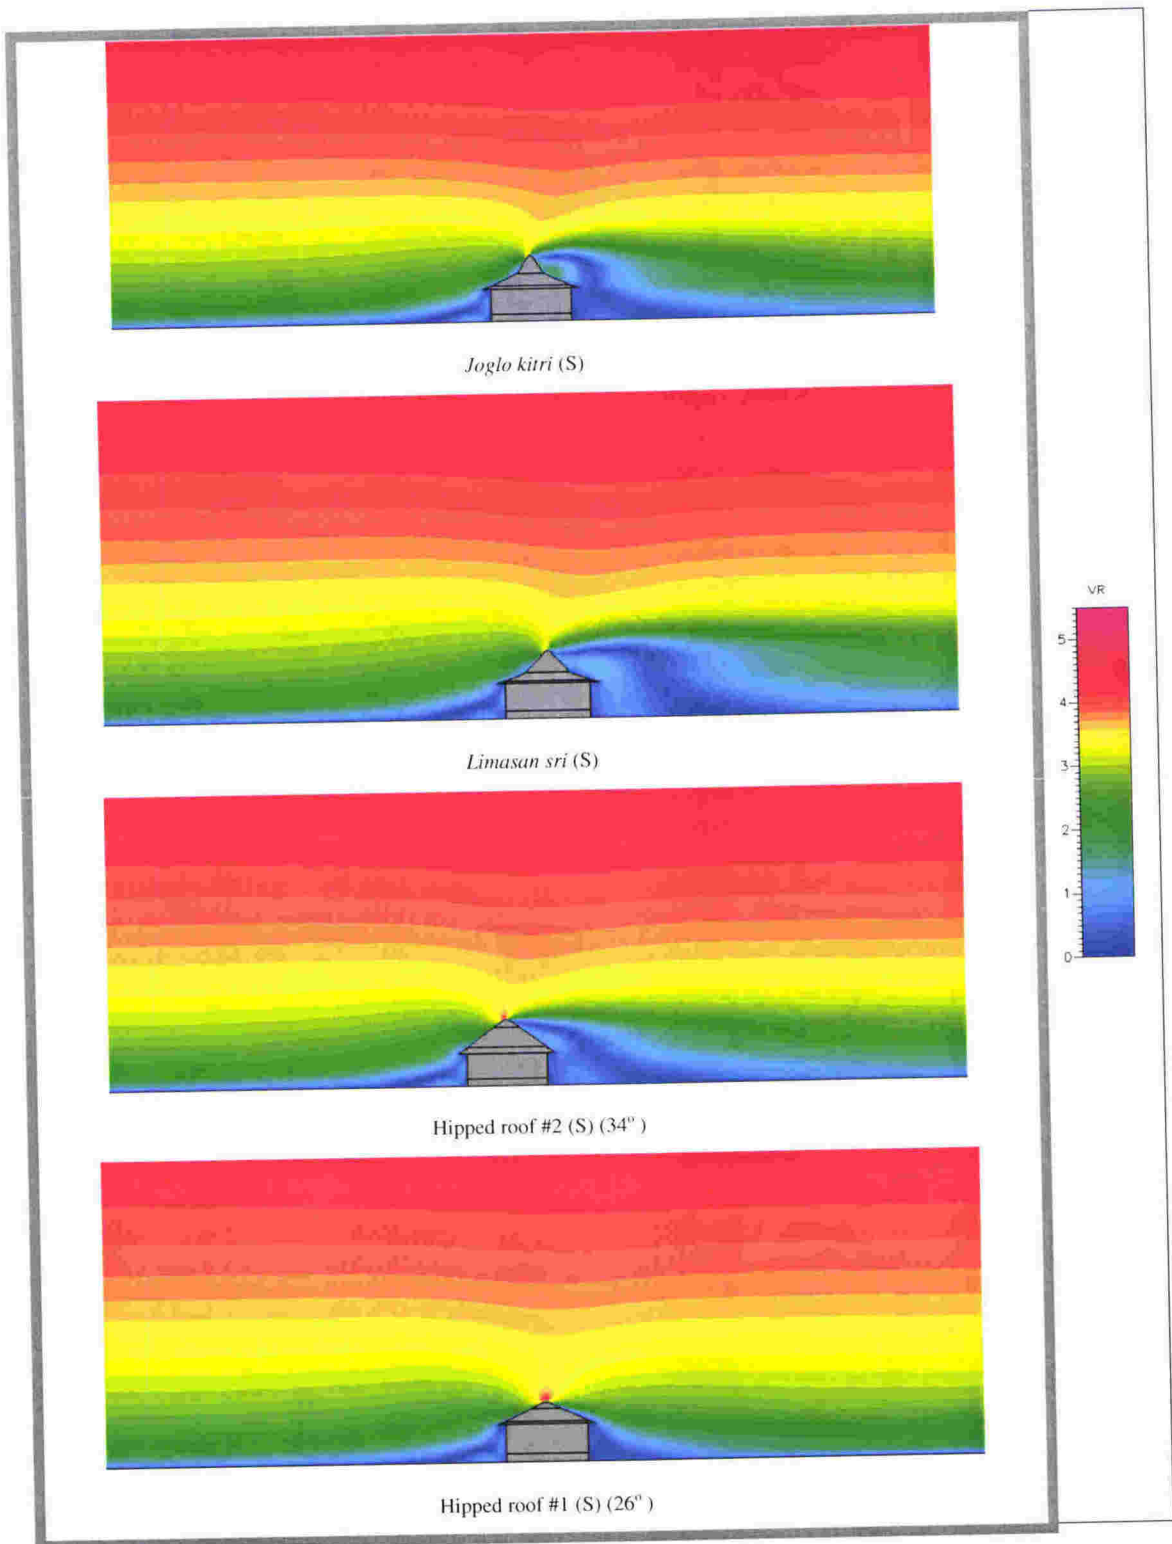 Joglo kitri (S)
VR
5
4
3
2
1
0
Limasan sri (S)
Hipped roof #2 (S) (34° )
Hipped roof #1 (S) (26° )